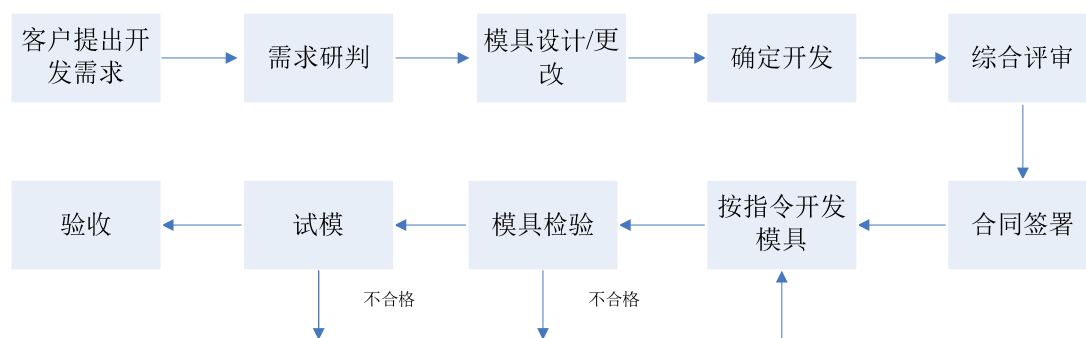 客户提出开
发需求
需求研判
模具设计/更
改
确定开发
综合评审
验收
试模
模具检验
按指令开发
模具
合同签署
不合格
不合格